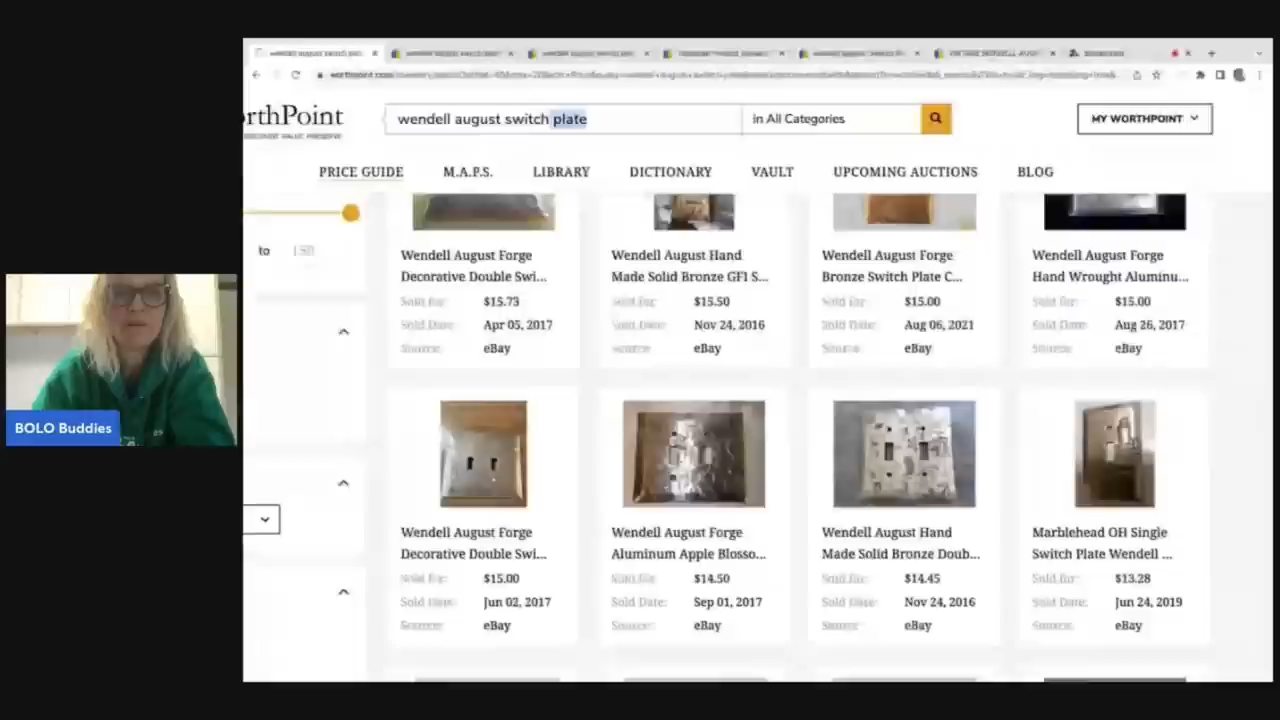 orthPoint
wendell august switch plate
in All Categories
MY WORTHPOINT
PRICE GUIDE
M.A.P.S.
LIBRARY
DICTIONARY
VAULT
UPCOMING AUCTIONS
BLOG
to 150
Wendell August Forge
Decorative Double Swi...
Sold for: $15.73
Sold Date: Apr 05, 2017
Source: eBay
Wendell August Hand
Made Solid Bronze GFI S...
Sold for: $15.50
Sold Date: Nov 24, 2016
Source: eBay
Wendell August Forge
Bronze Switch Plate C...
Sold for: $15.00
Sold Date: Aug 06, 2021
Source: eBay
Wendell August Forge
Hand Wrought Aluminu...
Sold for: $15.00
Sold Date: Aug 26, 2017
Source: eBay
Wendell August Forge
Decorative Double Swi...
Sold for: $15.00
Sold Date: Jun 02, 2017
Source: eBay
Wendell August Forge
Aluminum Apple Blosso...
Sold for: $14.50
Sold Date: Sep 01, 2017
Source: eBay
Wendell August Hand
Made Solid Bronze Doub...
Sold for: $14.45
Sold Date: Nov 24, 2016
Source: eBay
Marblehead OH Single
Switch Plate Wendell ...
Sold for: $13.28
Sold Date: Jun 24, 2019
Source: eBay
BOLO Buddies